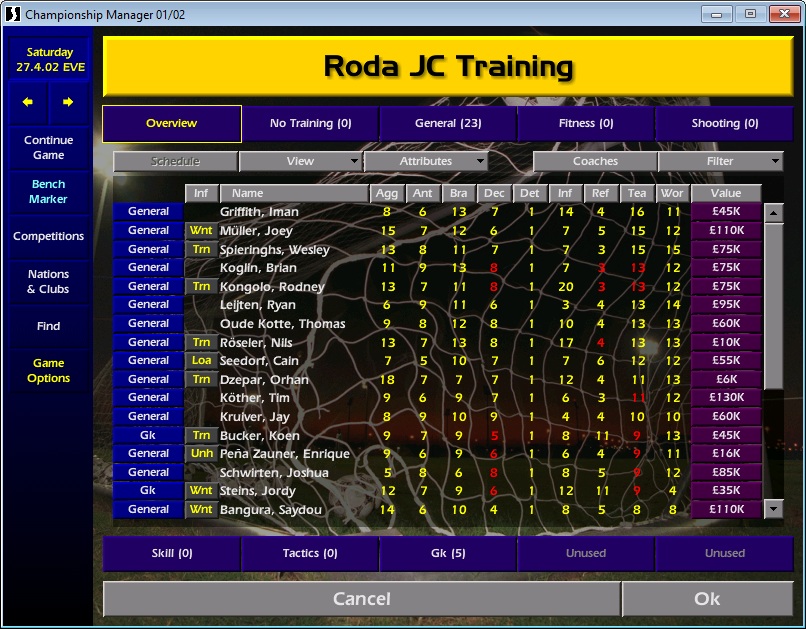 Championship Manager 01/02
Saturday
27.4.02 EVE
Continue
Game
Bench
Marker
Competitions
Nations
& Clubs
Find
Game
Options
Roda JC Training
Overview No Training (0) General (23) Fitness (0) Shooting (0)
Schedule View Attributes Coaches Filter
Inf Name Agg Ant Bra Dec Det Inf Ref Tea Wor Value
General Griffith, Iman 8 6 13 7 1 14 4 16 11 £45K
General Wnt Müller, Joey 15 7 12 6 1 7 5 15 12 £110K
General Trn Spieringhs, Wesley 13 8 11 7 1 7 3 15 15 £75K
General Koglin, Brian 11 9 13 8 1 7 3 13 12 £75K
General Trn Kongolo, Rodney 13 7 11 8 1 20 3 13 12 £75K
General Leijten, Ryan 6 9 11 6 1 3 4 13 14 £95K
General Oude Kotte, Thomas 9 8 12 8 1 10 4 13 13 £60K
General Trn Röseler, Nils 13 7 13 8 1 17 4 13 13 £10K
General Loa Seedorf, Cain 7 5 10 7 1 7 6 12 12 £55K
General Trn Dzepar, Orhan 18 7 7 7 1 12 4 11 13 £6K
General Köther, Tim 9 6 9 7 1 6 3 11 12 £130K
General Kruiver, Jay 8 9 10 9 1 4 4 10 10 £60K
Gk Trn Bucker, Koen 9 7 9 5 1 8 11 9 13 £45K
General Unh Peña Zauner, Enrique 9 6 9 6 1 6 4 9 11 £16K
General Schwirten, Joshua 5 8 6 8 1 8 5 9 12 £85K
Gk Wnt Steins, Jordy 12 7 9 6 1 12 11 9 4 £35K
General Wnt Bangura, Saydou 14 6 10 4 1 8 5 8 8 £110K
Skill (0) Tactics (0) Gk (5) Unused Unused
Cancel Ok